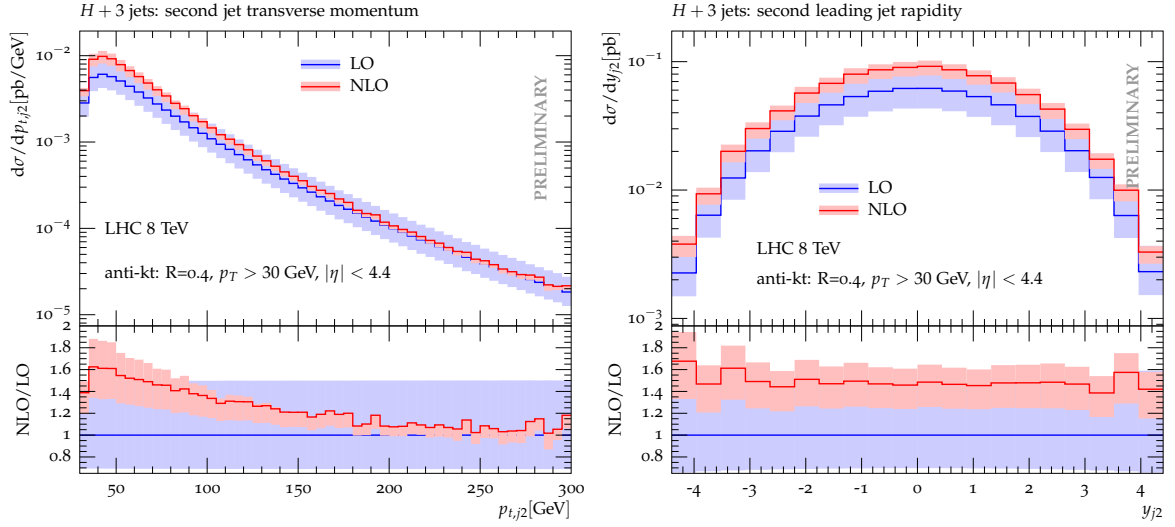 H + 3 jets: second jet transverse momentum
dσ/dp_{t,j2}[pb/GeV]
10^{-2}
10^{-3}
10^{-4}
10^{-5}
LO
NLO
PRELIMINARY
LHC 8 TeV
anti-kt: R=0.4, p_T > 30 GeV, |η| < 4.4
NLO/LO
2
1.8
1.6
1.4
1.2
1
0.8
50 100 150 200 250 300
p_{t,j2}[GeV]
H + 3 jets: second leading jet rapidity
dσ/dy_{j2}[pb]
10^{-1}
10^{-2}
10^{-3}
LO
NLO
PRELIMINARY
LHC 8 TeV
anti-kt: R=0.4, p_T > 30 GeV, |η| < 4.4
NLO/LO
2
1.8
1.6
1.4
1.2
1
0.8
-4 -3 -2 -1 0 1 2 3 4
y_{j2}